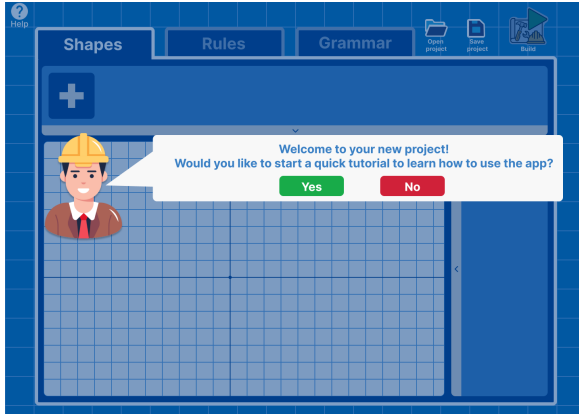 Help
Shapes
Rules
Grammar
Open
project
Save
project
Build
Welcome to your new project!
Would you like to start a quick tutorial to learn how to use the app?
Yes
No